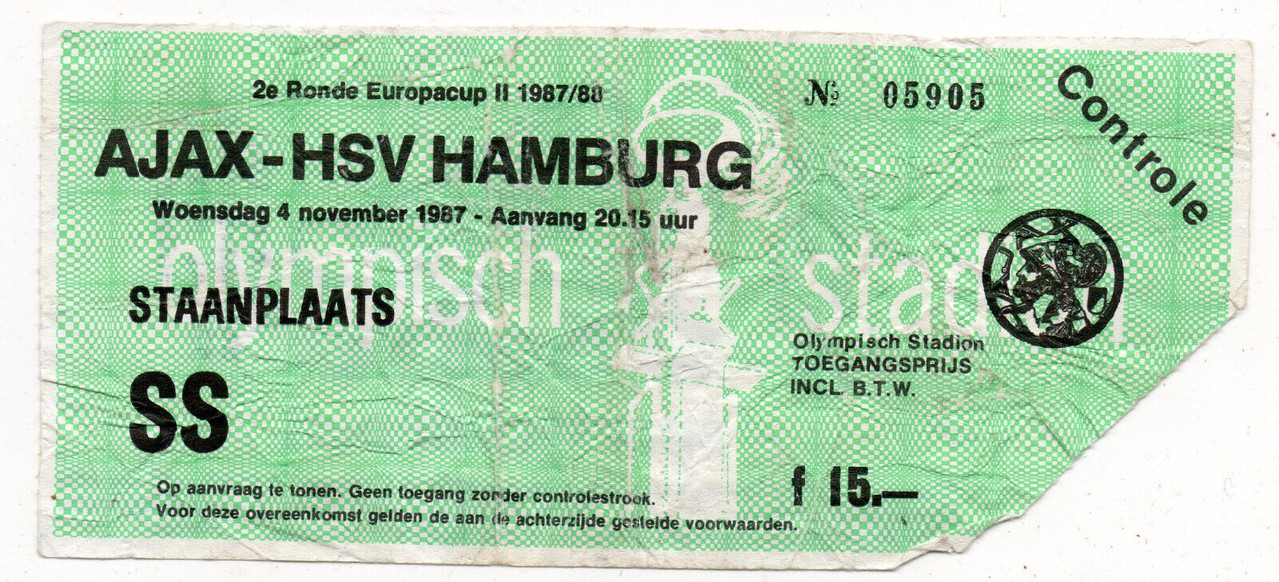 2e Ronde Europacup II 1987/88
Nº 05905
Controle
AJAX-HSV HAMBURG
Woensdag 4 november 1987 - Aanvang 20.15 uur
olympisch stadion
STAANPLAATS
Olympisch Stadion
TOEGANGSPRIJS
INCL. B.T.W.
SS
f 15.—
Op aanvraag te tonen. Geen toegang zonder controlestrook.
Voor deze overeenkomst gelden de aan de achterzijde gestelde voorwaarden.